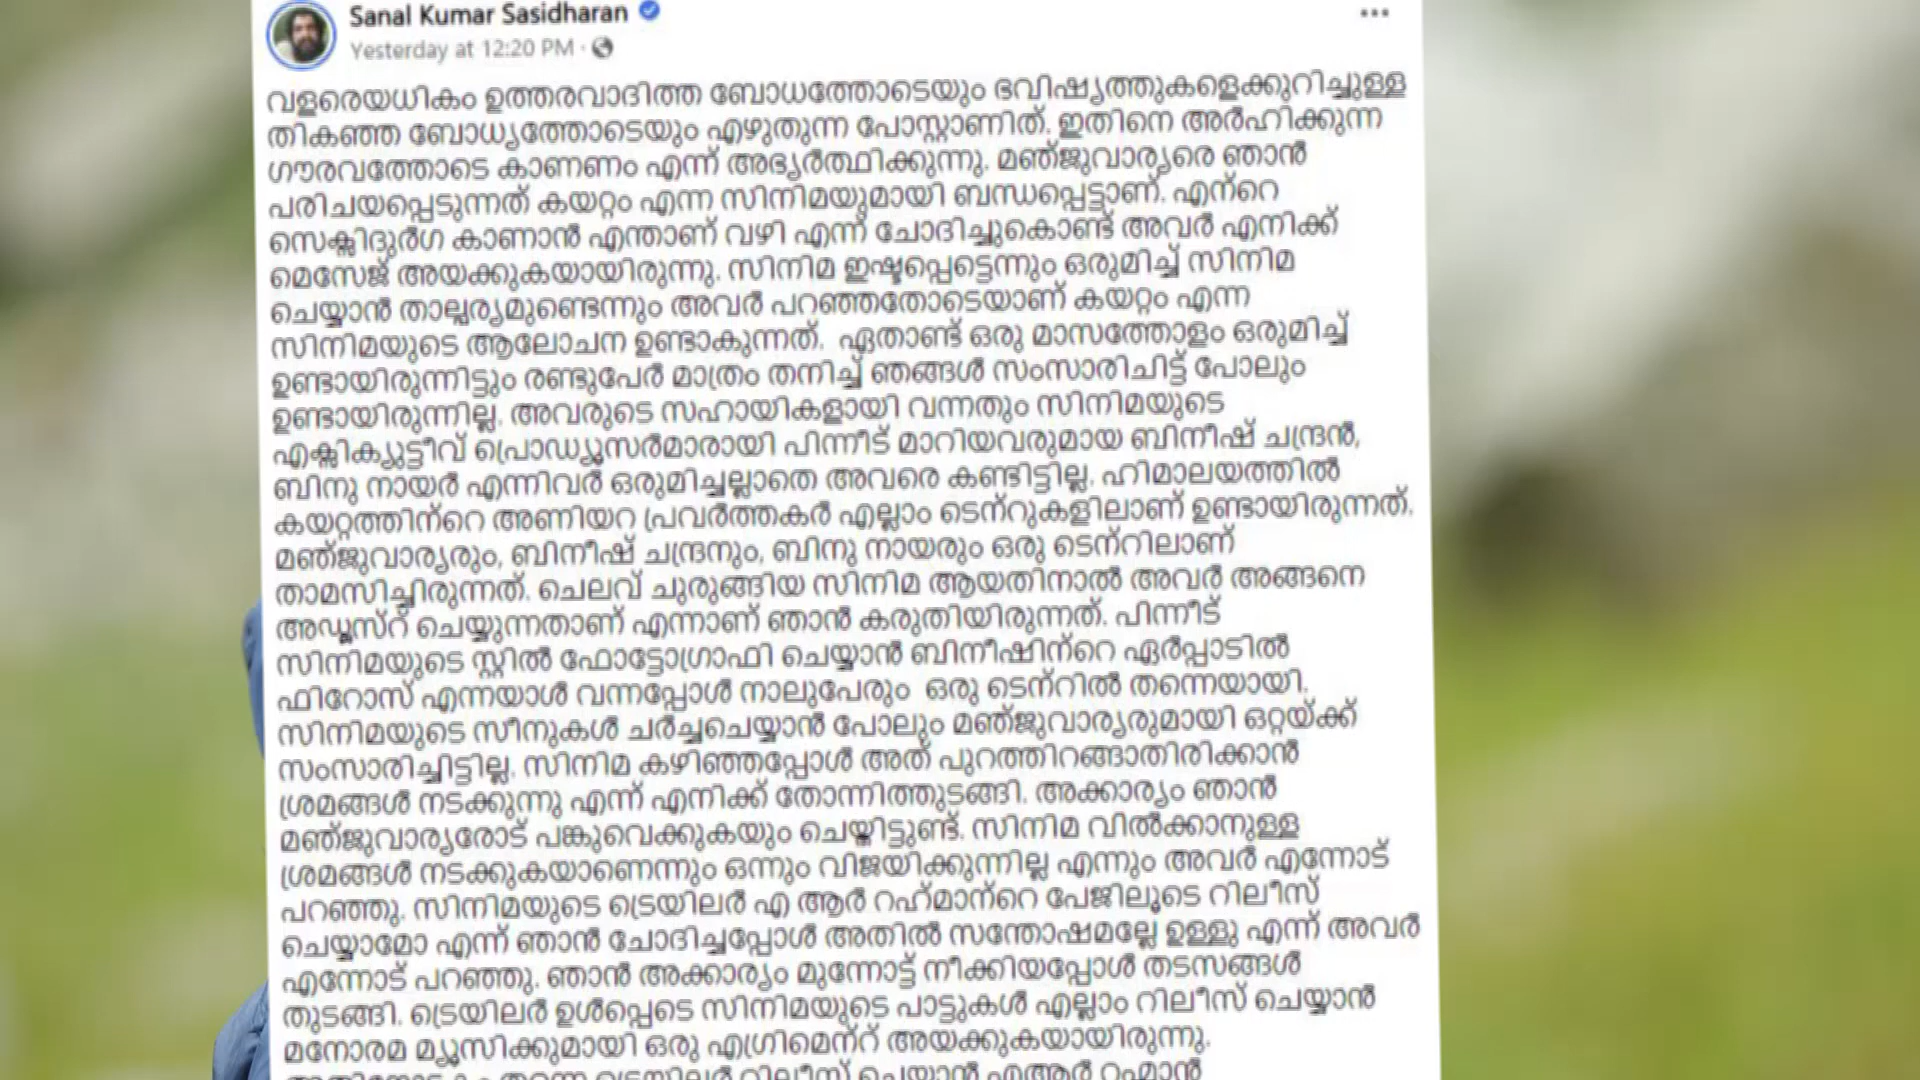 Sanal Kumar Sasidharan
Yesterday at 12:20 PM ·
വളരെയധികം ഉത്തരവാദിത്ത ബോധത്തോടെയും ഭവിഷ്യത്തുകളെക്കുറിച്ചുള്ള
തികഞ്ഞ ബോധ്യത്തോടെയും എഴുതുന്ന പോസ്റ്റാണിത്. ഇതിനെ അർഹിക്കുന്ന
ഗൗരവത്തോടെ കാണണം എന്ന് അഭ്യർത്ഥിക്കുന്നു. മഞ്ജുവാര്യരെ ഞാൻ
പരിചയപ്പെടുന്നത് കയറ്റം എന്ന സിനിമയുമായി ബന്ധപ്പെട്ടാണ്. എന്റെ
സെക്സിദുർഗ കാണാൻ എന്താണ് വഴി എന്ന് ചോദിച്ചുകൊണ്ട് അവർ എനിക്ക്
മെസേജ് അയക്കുകയായിരുന്നു. സിനിമ ഇഷ്ടപ്പെട്ടെന്നും ഒരുമിച്ച് സിനിമ
ചെയ്യാൻ താല്പര്യമുണ്ടെന്നും അവർ പറഞ്ഞതോടെയാണ് കയറ്റം എന്ന
സിനിമയുടെ ആലോചന ഉണ്ടാകുന്നത്. ഏതാണ്ട് ഒരു മാസത്തോളം ഒരുമിച്ച്
ഉണ്ടായിരുന്നിട്ടും രണ്ടുപേർ മാത്രം തനിച്ച് ഞങ്ങൾ സംസാരിചിട്ട് പോലും
ഉണ്ടായിരുന്നില്ല. അവരുടെ സഹായികളായി വന്നതും സിനിമയുടെ
എക്സിക്യുട്ടീവ് പ്രൊഡ്യൂസർമാരായി പിന്നീട് മാറിയവരുമായ ബിനീഷ് ചന്ദ്രൻ,
ബിനു നായർ എന്നിവർ ഒരുമിച്ചല്ലാതെ അവരെ കണ്ടിട്ടില്ല. ഹിമാലയത്തിൽ
കയറ്റത്തിന്റെ അണിയറ പ്രവർത്തകർ എല്ലാം ടെന്റുകളിലാണ് ഉണ്ടായിരുന്നത്.
മഞ്ജുവാര്യരും, ബിനീഷ് ചന്ദ്രനും, ബിനു നായരും ഒരു ടെന്റിലാണ്
താമസിച്ചിരുന്നത്. ചെലവ് ചുരുങ്ങിയ സിനിമ ആയതിനാൽ അവർ അങ്ങനെ
അഡ്ജസ്റ് ചെയ്യുന്നതാണ് എന്നാണ് ഞാൻ കരുതിയിരുന്നത്. പിന്നീട്
സിനിമയുടെ സ്റ്റിൽ ഫോട്ടോഗ്രാഫി ചെയ്യാൻ ബിനീഷിന്റെ ഏർപ്പാടിൽ
ഫിറോസ് എന്നയാൾ വന്നപ്പോൾ നാലുപേരും ഒരു ടെന്റിൽ തന്നെയായി.
സിനിമയുടെ സീനുകൾ ചർച്ചചെയ്യാൻ പോലും മഞ്ജുവാര്യരുമായി ഒറ്റയ്ക്ക്
സംസാരിച്ചിട്ടില്ല. സിനിമ കഴിഞ്ഞപ്പോൾ അത് പുറത്തിറങ്ങാതിരിക്കാൻ
ശ്രമങ്ങൾ നടക്കുന്നു എന്ന് എനിക്ക് തോന്നിത്തുടങ്ങി. അക്കാര്യം ഞാൻ
മഞ്ജുവാര്യരോട് പങ്കുവെക്കുകയും ചെയ്തിട്ടുണ്ട്. സിനിമ വിൽക്കാനുള്ള
ശ്രമങ്ങൾ നടക്കുകയാണെന്നും ഒന്നും വിജയിക്കുന്നില്ല എന്നും അവർ എന്നോട്
പറഞ്ഞു. സിനിമയുടെ ട്രെയിലർ എ ആർ റഹ്‌മാന്റെ പേജിലൂടെ റിലീസ്
ചെയ്യാമോ എന്ന് ഞാൻ ചോദിച്ചപ്പോൾ അതിൽ സന്തോഷമല്ലേ ഉള്ളു എന്ന് അവർ
എന്നോട് പറഞ്ഞു. ഞാൻ അക്കാര്യം മുന്നോട്ട് നീക്കിയപ്പോൾ തടസങ്ങൾ
തുടങ്ങി. ട്രെയിലർ ഉൾപ്പെടെ സിനിമയുടെ പാട്ടുകൾ എല്ലാം റിലീസ് ചെയ്യാൻ
മനോരമ മ്യൂസിക്കുമായി ഒരു എഗ്രിമെന്റ് അയക്കുകയായിരുന്നു.
ട്രെയിലർ റിലീസ് ചെയ്യാൻ എആർ റഹ്മാൻ